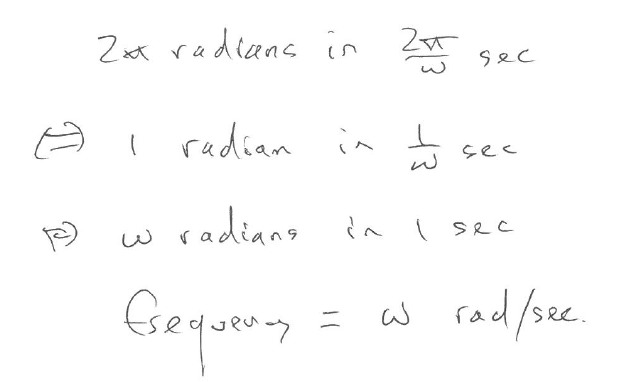 2π radians in 2π/ω sec
⇔ 1 radian in 1/ω sec
⇔ ω radians in 1 sec
frequency = ω rad/sec.